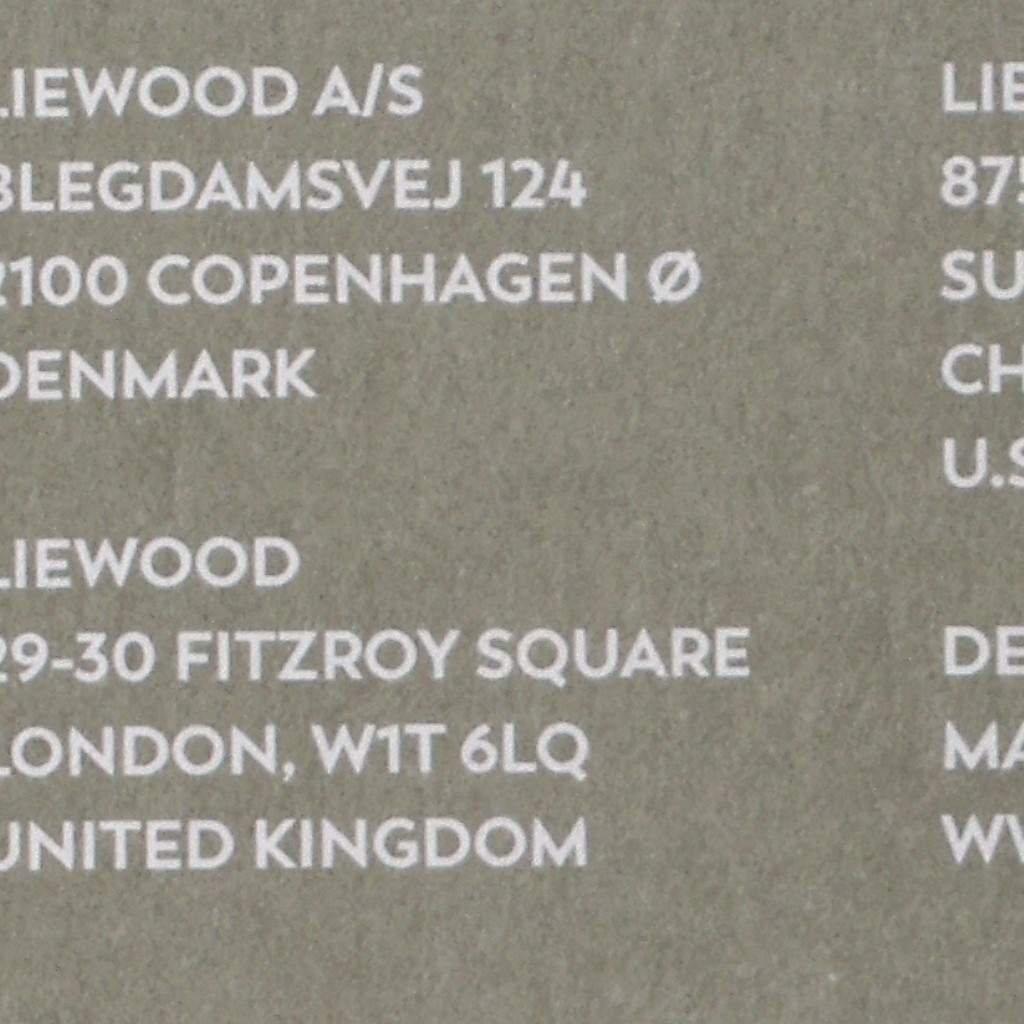 LIEWOOD A/S
BLEGDAMSVEJ 124
2100 COPENHAGEN Ø
DENMARK
LIEWOOD
29-30 FITZROY SQUARE
LONDON, W1T 6LQ
UNITED KINGDOM